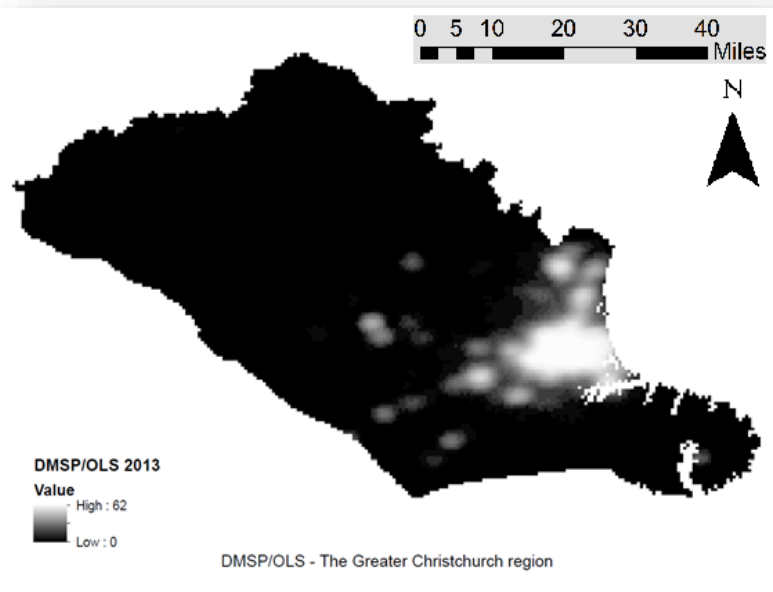 0 5 10 20 30 40
Miles
N
DMSP/OLS 2013
Value
High : 62
Low : 0
DMSP/OLS - The Greater Christchurch region